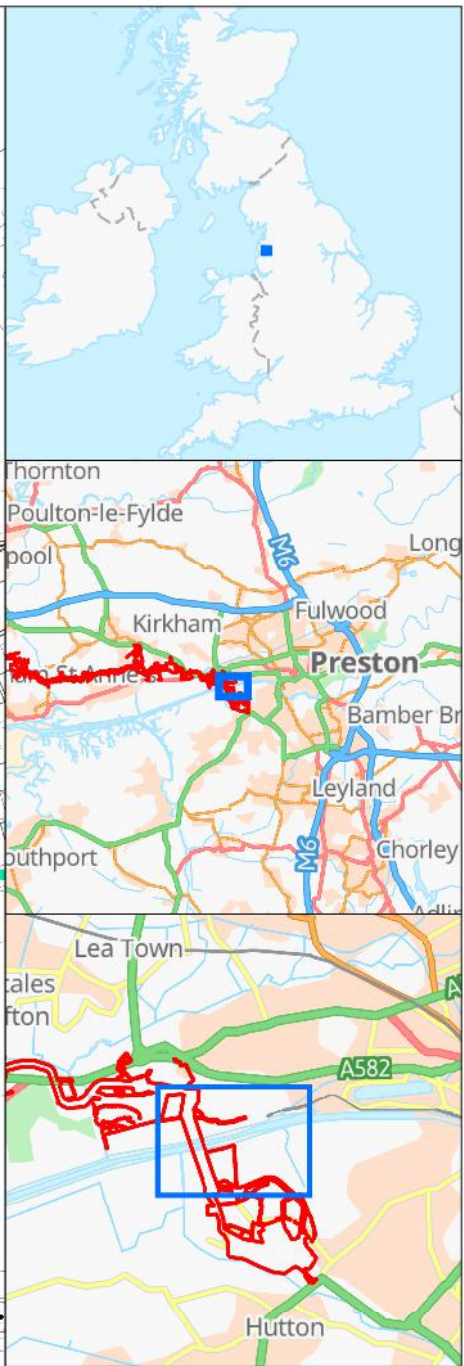 Thornton
Poulton-le-Fylde
pool
Long
M6
Kirkham
Fulwood
Preston
Bamber Br
Leyland
outhport
M6
Chorley
Lea Town
A
A582
Hutton